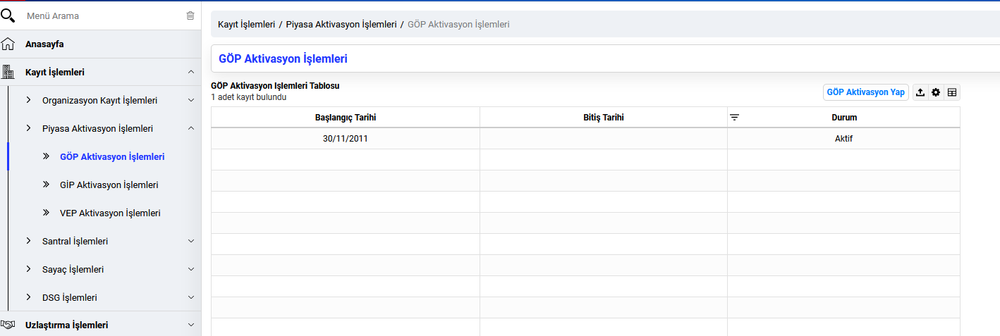 Menü Arama
Anasayfa
Kayıt İşlemleri
Organizasyon Kayıt İşlemleri
Piyasa Aktivasyon İşlemleri
GÖP Aktivasyon İşlemleri
GİP Aktivasyon İşlemleri
VEP Aktivasyon İşlemleri
Santral İşlemleri
Sayaç İşlemleri
DSG İşlemleri
Uzlaştırma İşlemleri
Kayıt İşlemleri / Piyasa Aktivasyon İşlemleri / GÖP Aktivasyon İşlemleri
GÖP Aktivasyon İşlemleri
GÖP Aktivasyon Işlemleri Tablosu
1 adet kayıt bulundu
GÖP Aktivasyon Yap
Başlangıç Tarihi Bitiş Tarihi Durum
30/11/2011 Aktif